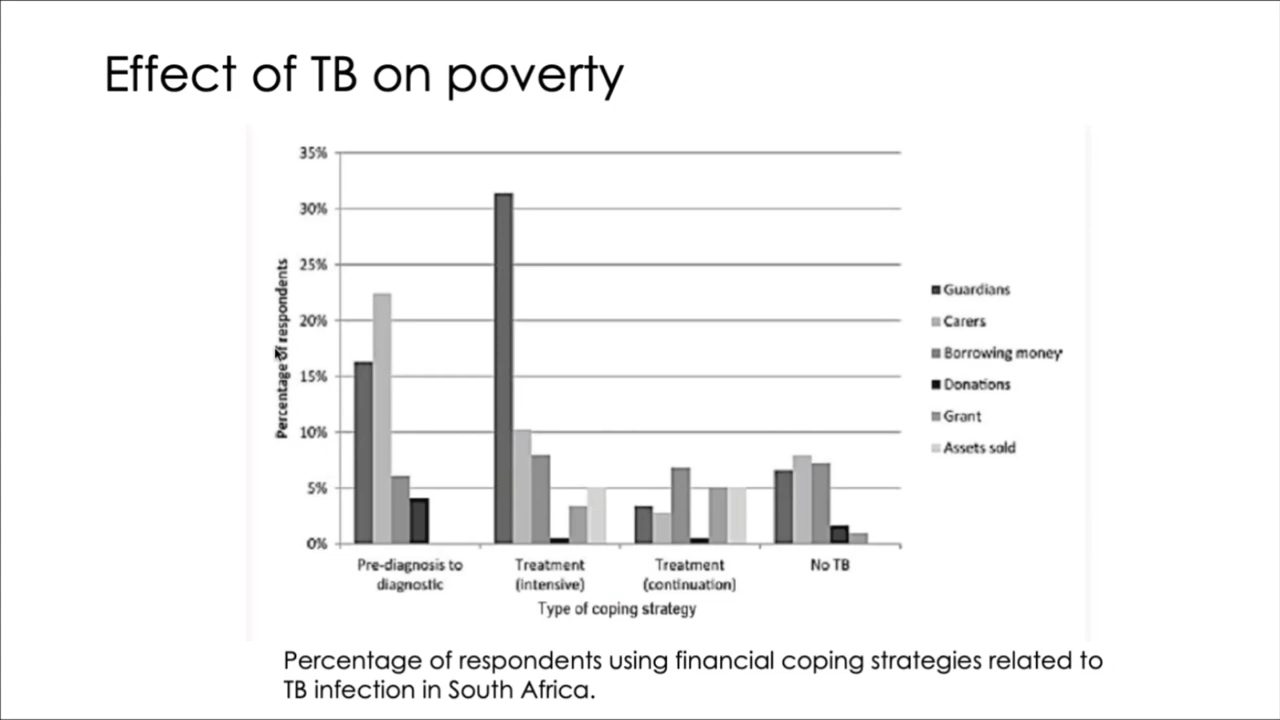 Effect of TB on poverty
35%
30%
25%
20%
15%
10%
5%
0%
Percentage of respondents
Guardians
Carers
Borrowing money
Donations
Grant
Assets sold
Pre-diagnosis to
diagnostic
Treatment
(intensive)
Treatment
(continuation)
No TB
Type of coping strategy
Percentage of respondents using financial coping strategies related to
TB infection in South Africa.